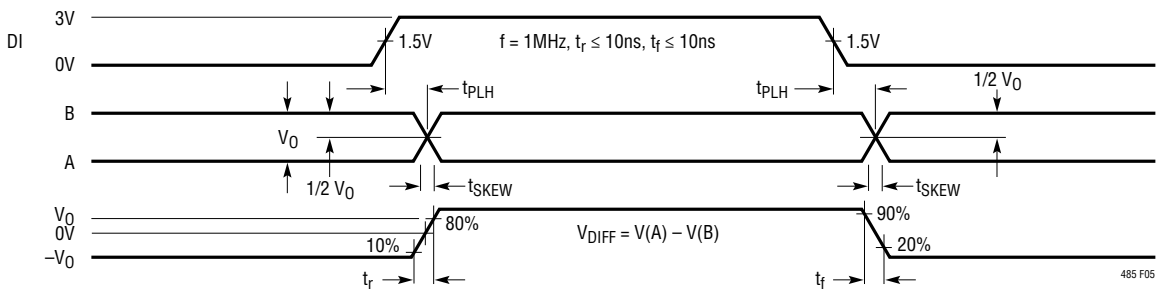 3V
DI
1.5V
f = 1MHz, tr ≤ 10ns, tf ≤ 10ns
1.5V
0V
tPLH
tPLH
1/2 VO
B
VO
A
1/2 VO
tSKEW
tSKEW
VO
80%
90%
0V
VDIFF = V(A) – V(B)
10%
20%
–VO
tr
tf
485 F05